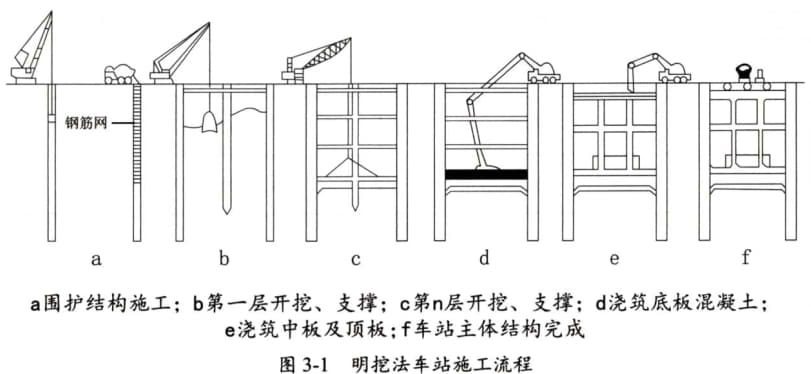 钢筋网
a b c d e f
a围护结构施工；b第一层开挖、支撑；c第n层开挖、支撑；d浇筑底板混凝土；
e浇筑中板及顶板；f车站主体结构完成
图 3-1 明挖法车站施工流程